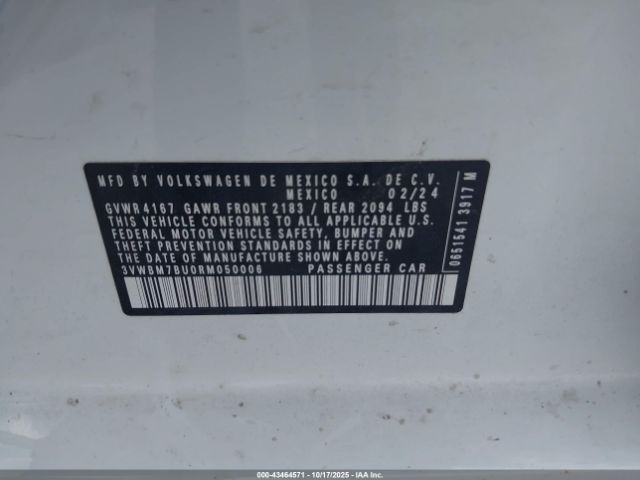 MFD BY VOLKSWAGEN DE MEXICO S.A. DE C.V.
MEXICO 02/24
GVWR 4167 GAWR FRONT 2183 / REAR 2094 LBS
THIS VEHICLE CONFORMS TO ALL APPLICABLE U.S.
FEDERAL MOTOR VEHICLE SAFETY, BUMPER AND
THEFT PREVENTION STANDARDS IN EFFECT ON
THE DATE OF MANUFACTURE SHOWN ABOVE
3VWBM7BU0RM050006 PASSENGER CAR
0651541 3917 M
000-43464571 | 10/17/2025 | IAA, Inc.